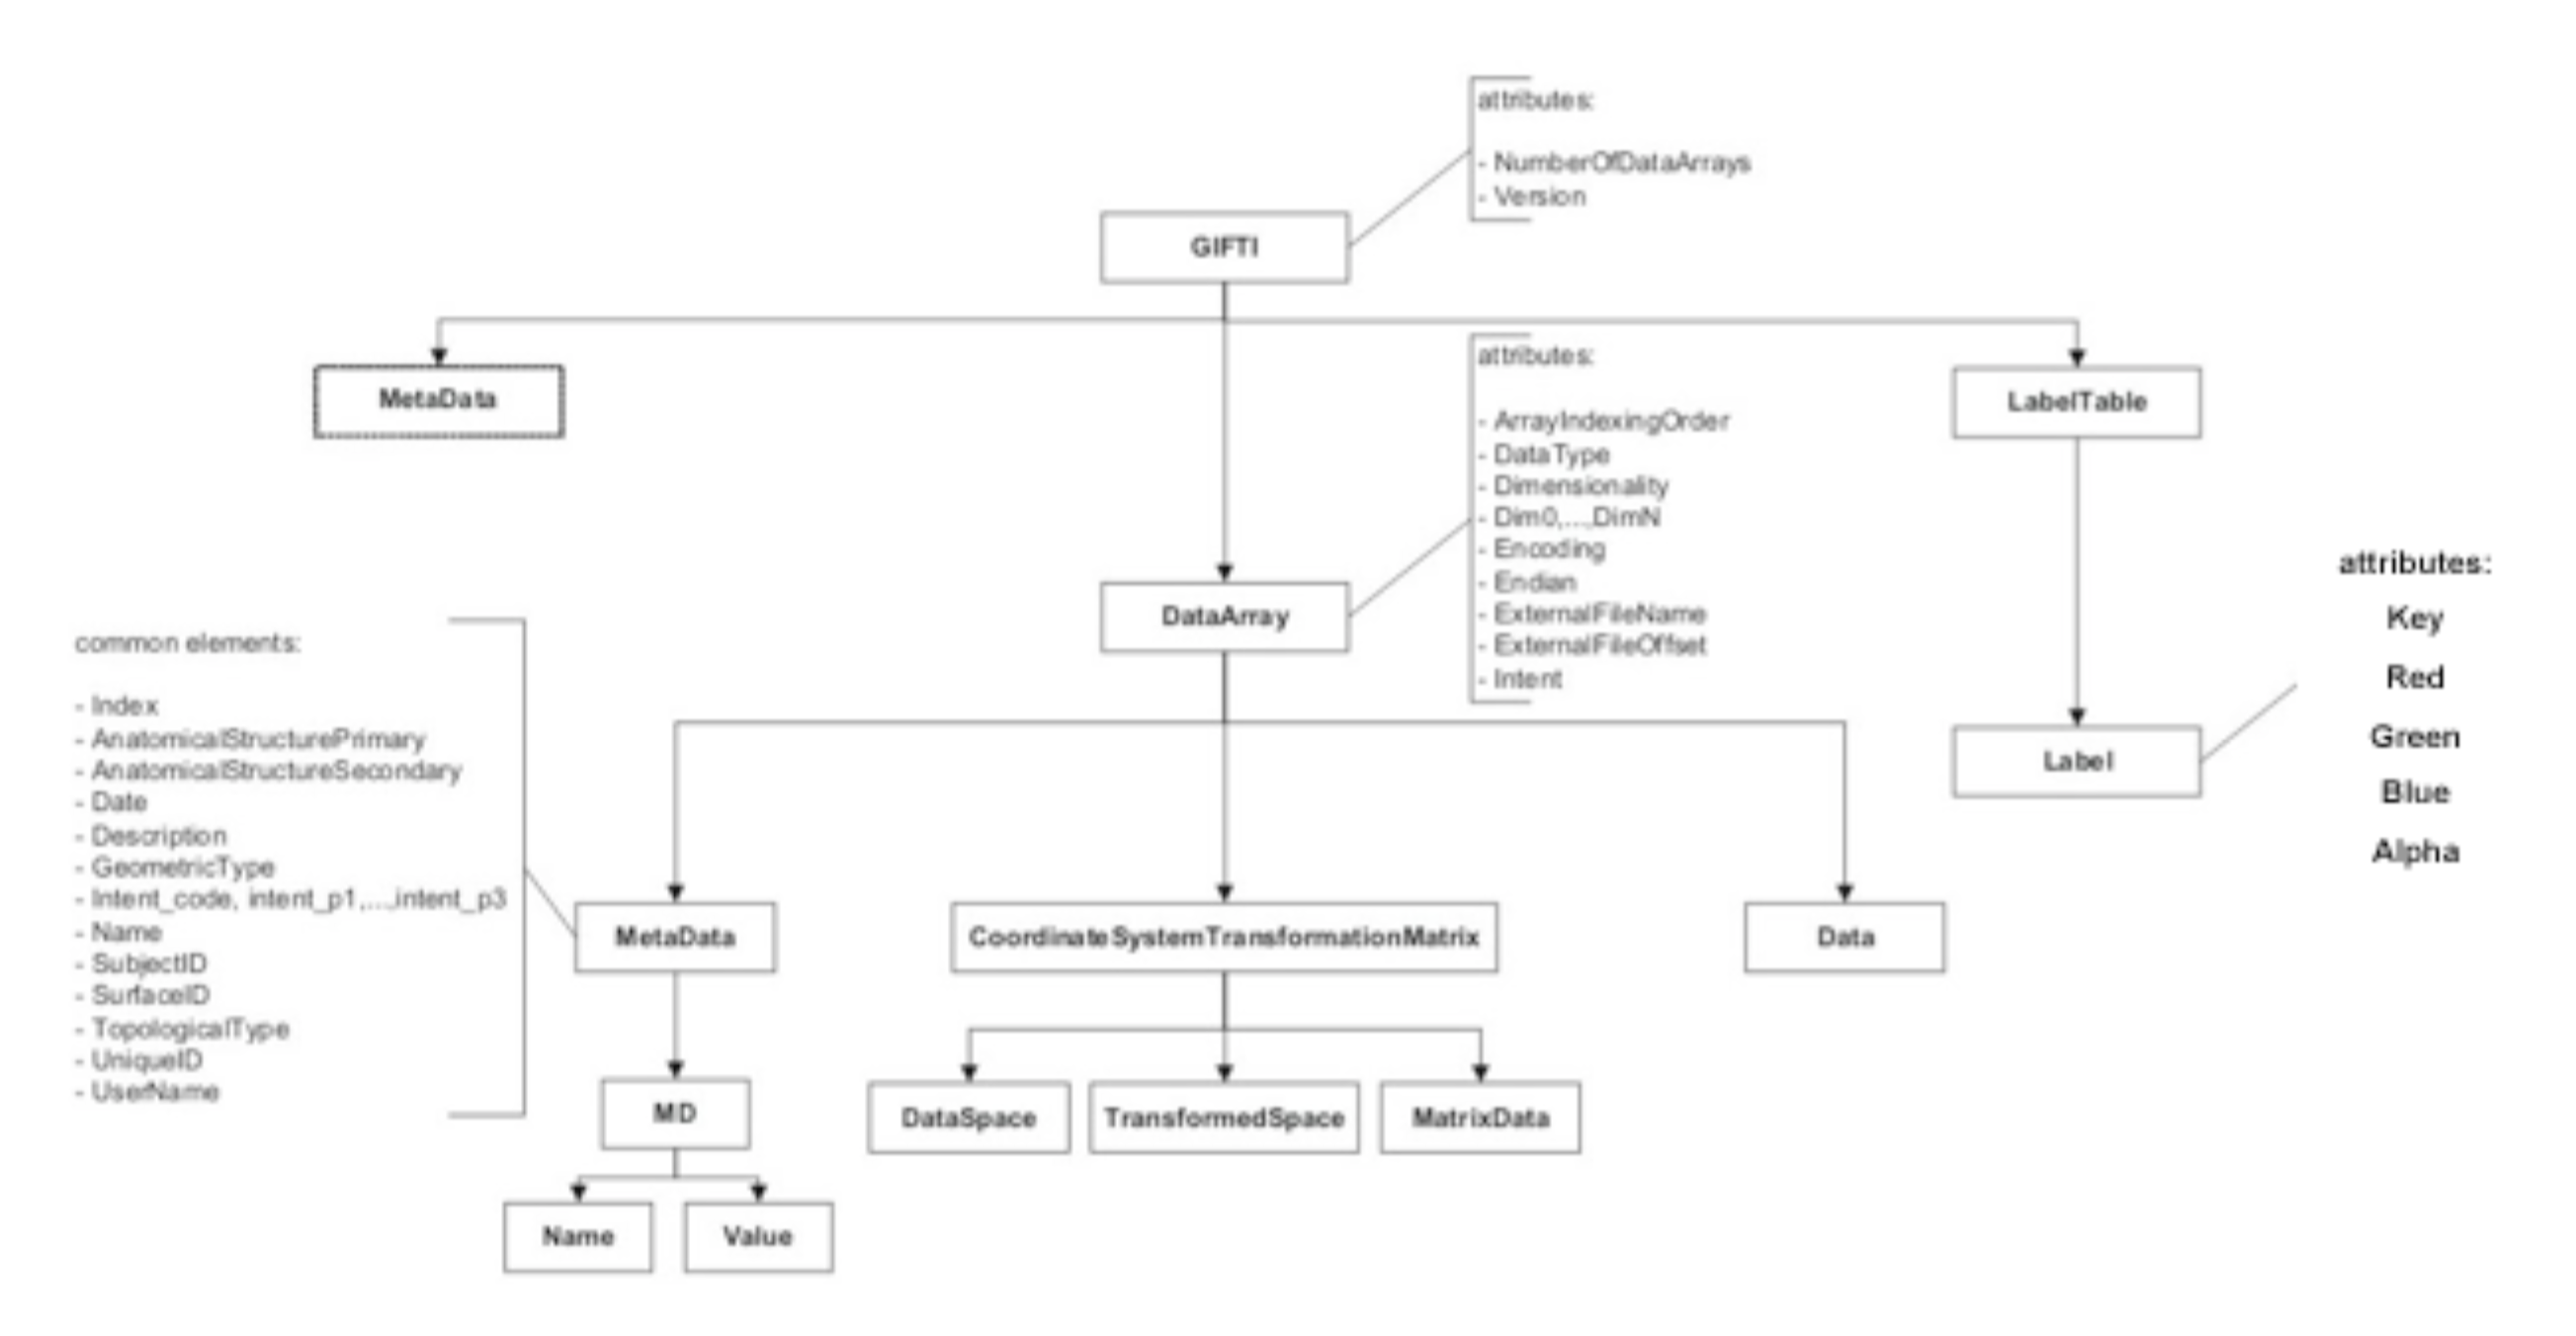 attributes:
- NumberOfDataArrays
- Version
GIFTI
MetaData
attributes:
- ArrayIndexingOrder
- DataType
- Dimensionality
- Dim0,...,DimN
- Encoding
- Endian
- ExternalFileName
- ExternalFileOffset
- Intent
LabelTable
DataArray
attributes:
Key
Red
Green
Blue
Alpha
Label
common elements:
- Index
- AnatomicalStructurePrimary
- AnatomicalStructureSecondary
- Date
- Description
- GeometricType
- Intent_code, intent_p1,...,intent_p3
- Name
- SubjectID
- SurfaceID
- TopologicalType
- UniqueID
- UserName
MetaData
CoordinateSystemTransformationMatrix
Data
MD
DataSpace
TransformedSpace
MatrixData
Name
Value